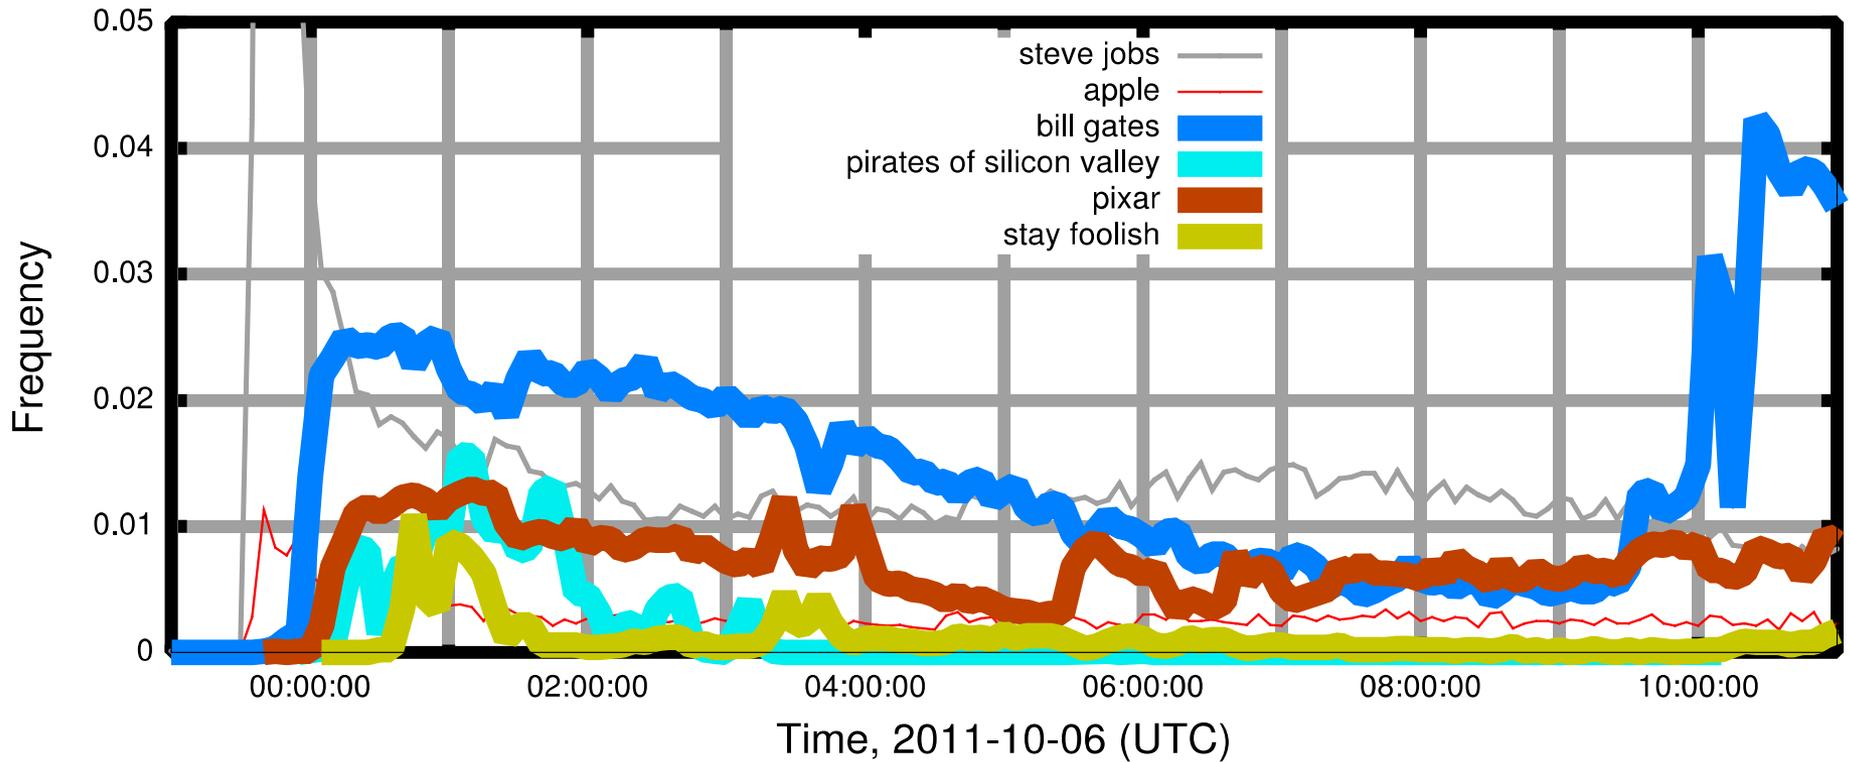 0.05
0.04
0.03
0.02
0.01
0
Frequency
steve jobs
apple
bill gates
pirates of silicon valley
pixar
stay foolish
00:00:00 02:00:00 04:00:00 06:00:00 08:00:00 10:00:00
Time, 2011-10-06 (UTC)